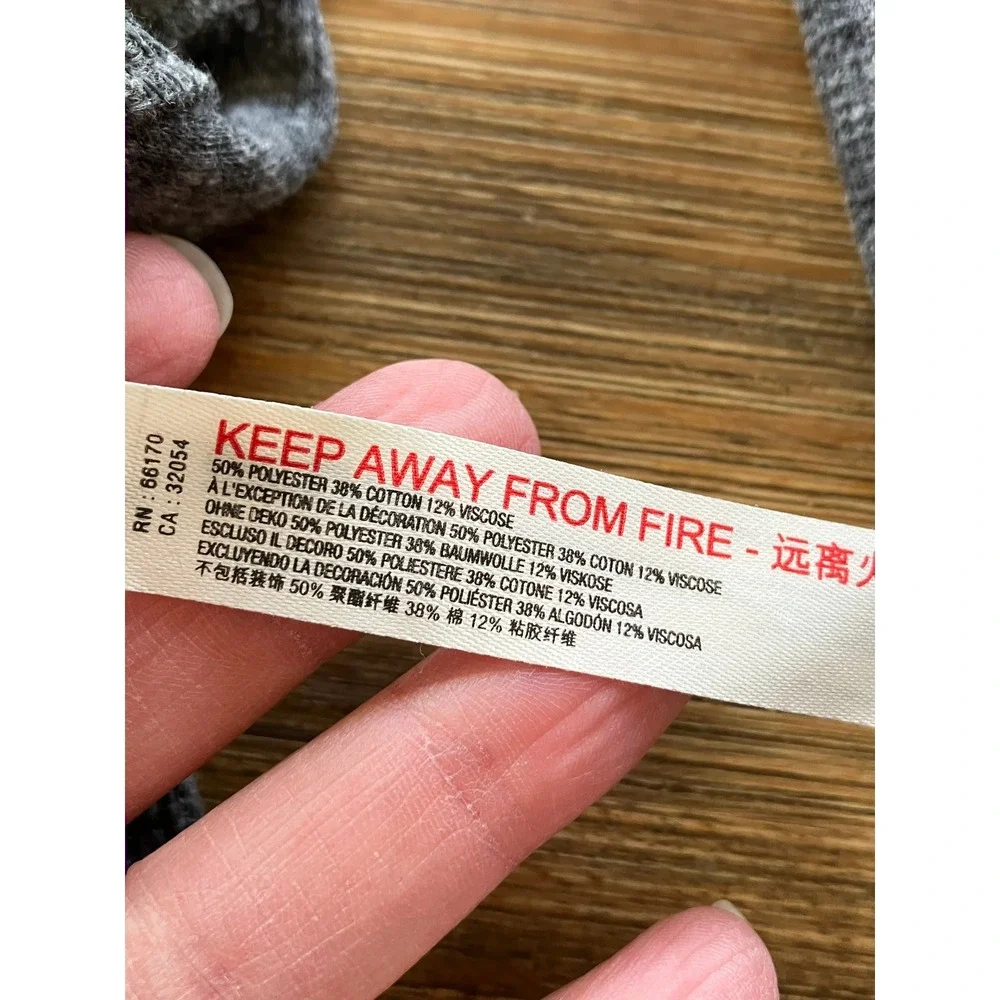 RN : 66170
CA : 32054
KEEP AWAY FROM FIRE - 远离火
50% POLYESTER 38% COTTON 12% VISCOSE
À L'EXCEPTION DE LA DÉCORATION 50% POLYESTER 38% COTON 12% VISCOSE
OHNE DEKO 50% POLYESTER 38% BAUMWOLLE 12% VISKOSE
ESCLUSO IL DECORO 50% POLIESTERE 38% COTONE 12% VISCOSA
EXCLUYENDO LA DECORACIÓN 50% POLIÉSTER 38% ALGODÓN 12% VISCOSA
不包括装饰 50% 聚酯纤维 38% 棉 12% 粘胶纤维